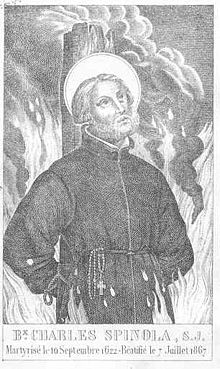 Bx CHARLES SPINOLA, S.J.
Martyrisé le 10 Septembre 1622-Béatifié le 7 Juillet 1867